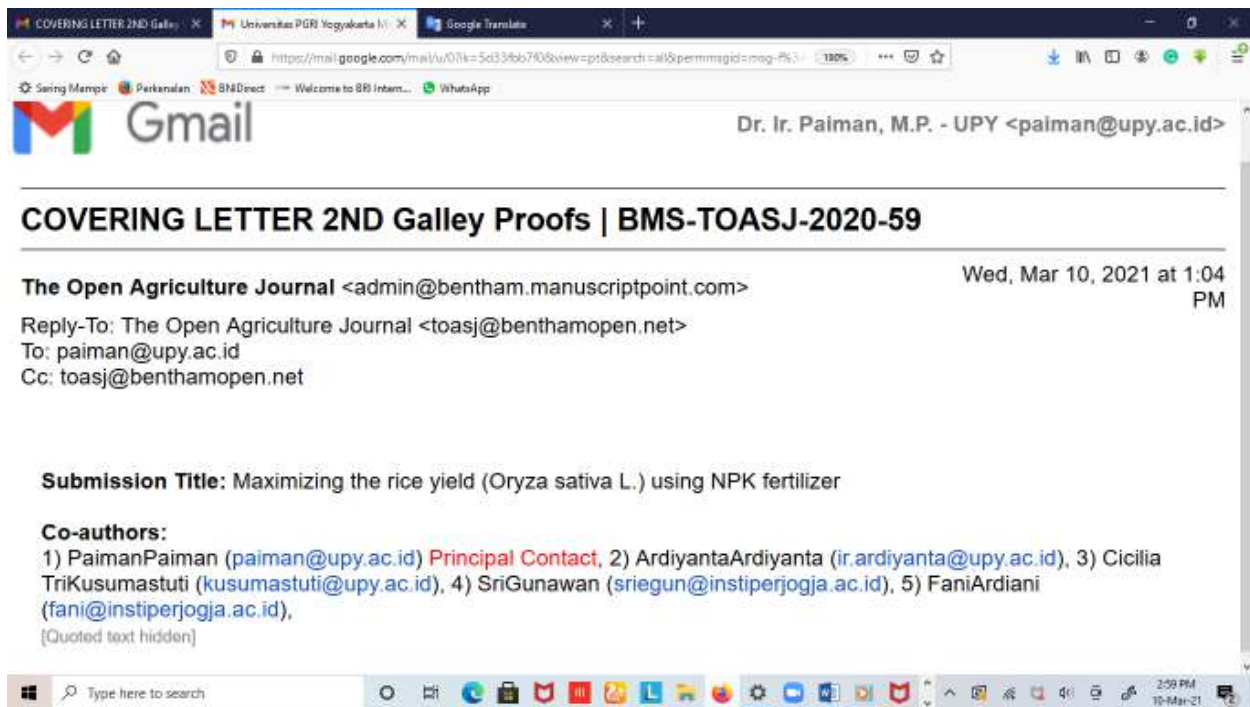 COVERING LETTER 2ND Galley
Universitas PGRI Yogyakarta M
Google Translate
https://mail.google.com/mail/u/0?ik=5d33fbb7f0&view=pt&search=all&permmsgid=msg-f%3
180%
Sering Mampir Perkenalan BNIDirect Welcome to BRI Intern... WhatsApp
Gmail
Dr. Ir. Paiman, M.P. - UPY <paiman@upy.ac.id>
COVERING LETTER 2ND Galley Proofs | BMS-TOASJ-2020-59
The Open Agriculture Journal <admin@bentham.manuscriptpoint.com>
Wed, Mar 10, 2021 at 1:04
PM
Reply-To: The Open Agriculture Journal <toasj@benthamopen.net>
To: paiman@upy.ac.id
Cc: toasj@benthamopen.net
Submission Title: Maximizing the rice yield (Oryza sativa L.) using NPK fertilizer
Co-authors:
1) PaimanPaiman (paiman@upy.ac.id) Principal Contact, 2) ArdiyantaArdiyanta (ir.ardiyanta@upy.ac.id), 3) Cicilia
TriKusumastuti (kusumastuti@upy.ac.id), 4) SriGunawan (sriegun@instiperjogja.ac.id), 5) FaniArdiani
(fani@instiperjogja.ac.id),
[Quoted text hidden]
Type here to search
2:59 PM
10-Mar-21